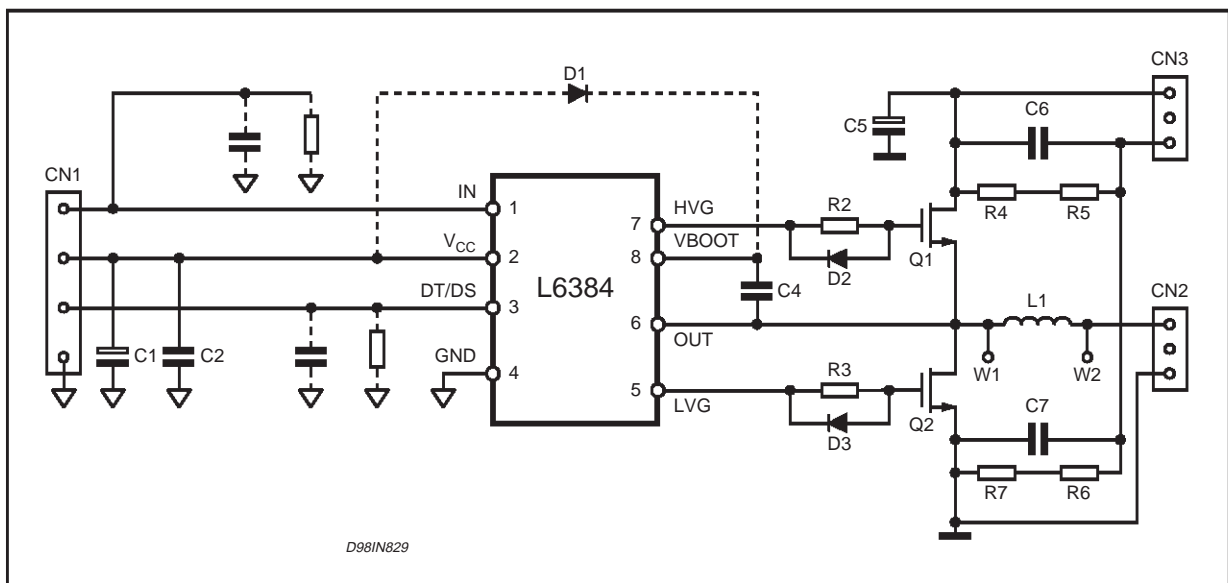 CN3
D1
C5
C6
CN1
IN
1
7
HVG
R2
R4
R5
VCC
2
8
VBOOT
D2
Q1
L6384
DT/DS
3
C4
6
OUT
L1
CN2
W1
W2
C1
C2
GND
4
5
LVG
R3
D3
Q2
C7
R7
R6
D98IN829